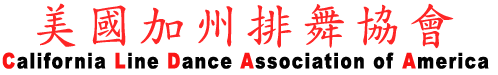 美國加州排舞協會
California Line Dance Association of America